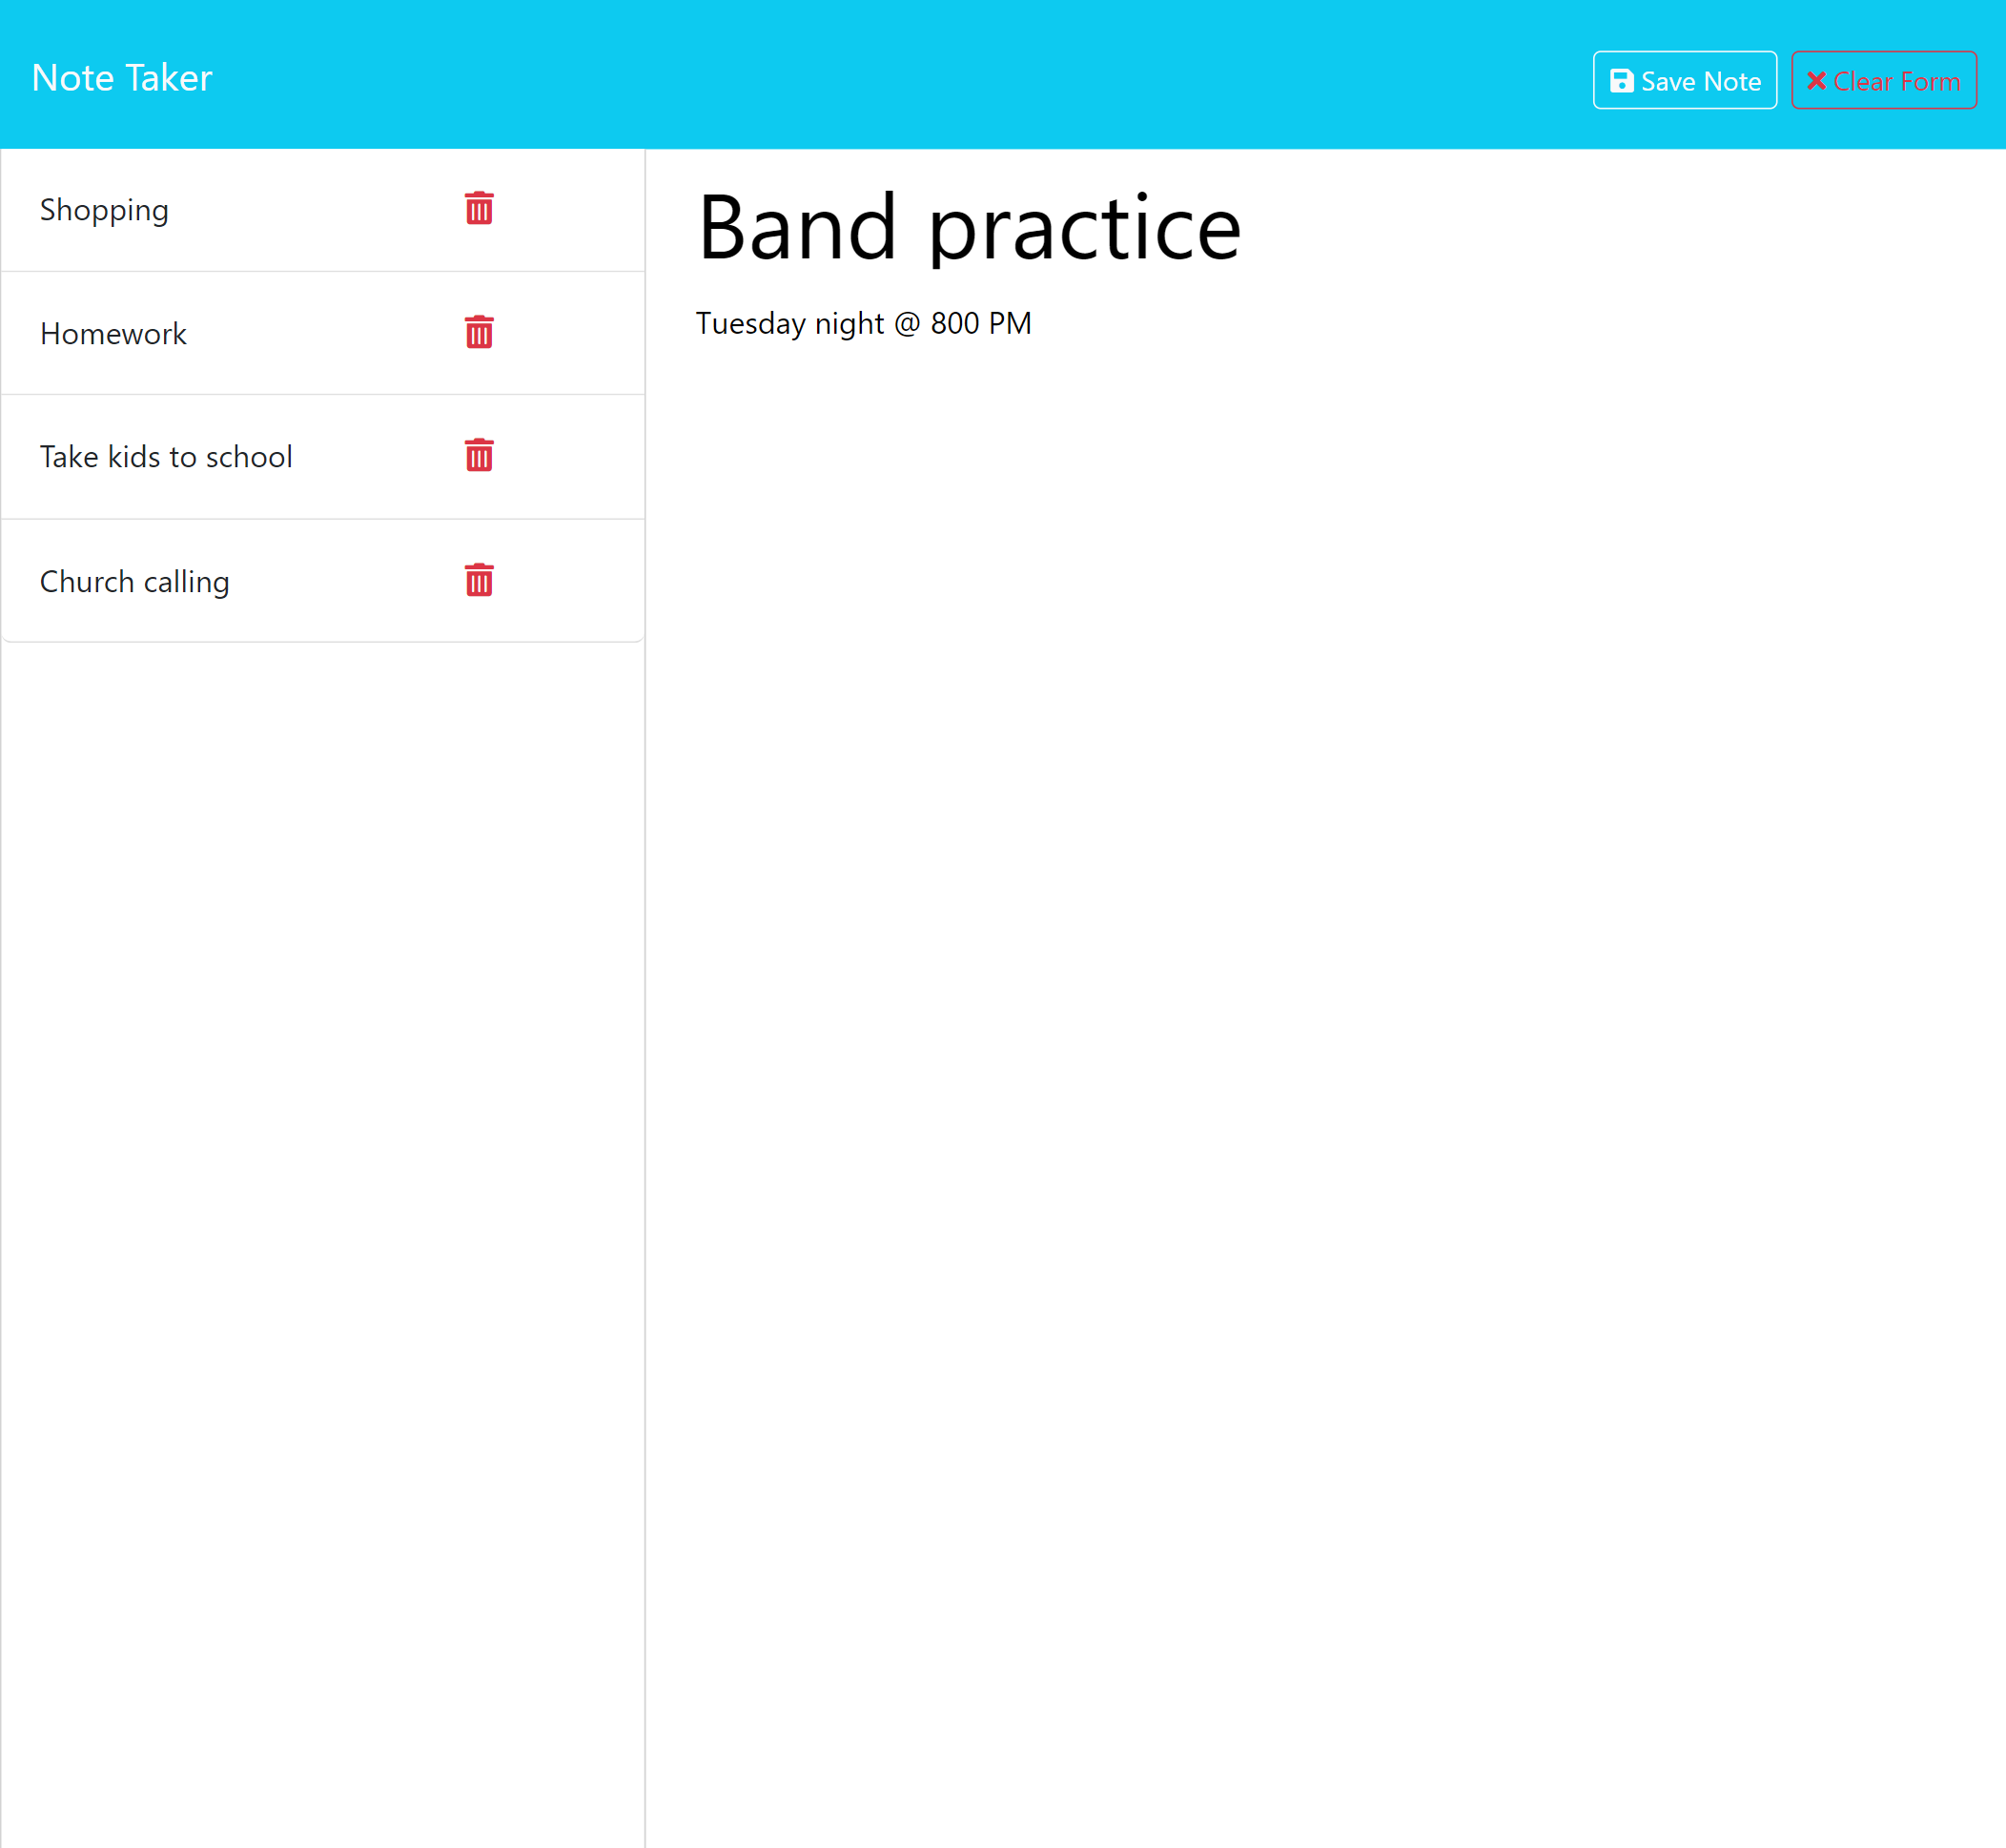 Note Taker
Save Note
Clear Form
Shopping
Homework
Take kids to school
Church calling
Band practice
Tuesday night @ 800 PM